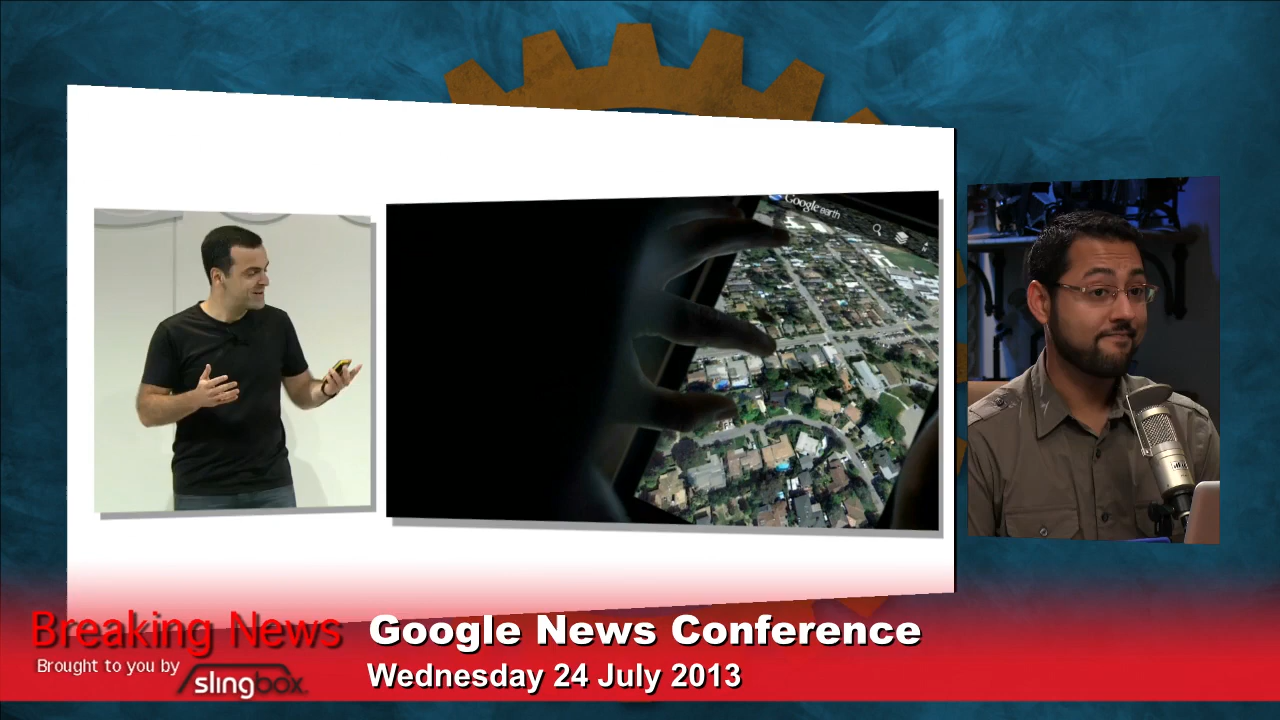 Google earth
Breaking News
Brought to you by
slingbox.
Google News Conference
Wednesday 24 July 2013